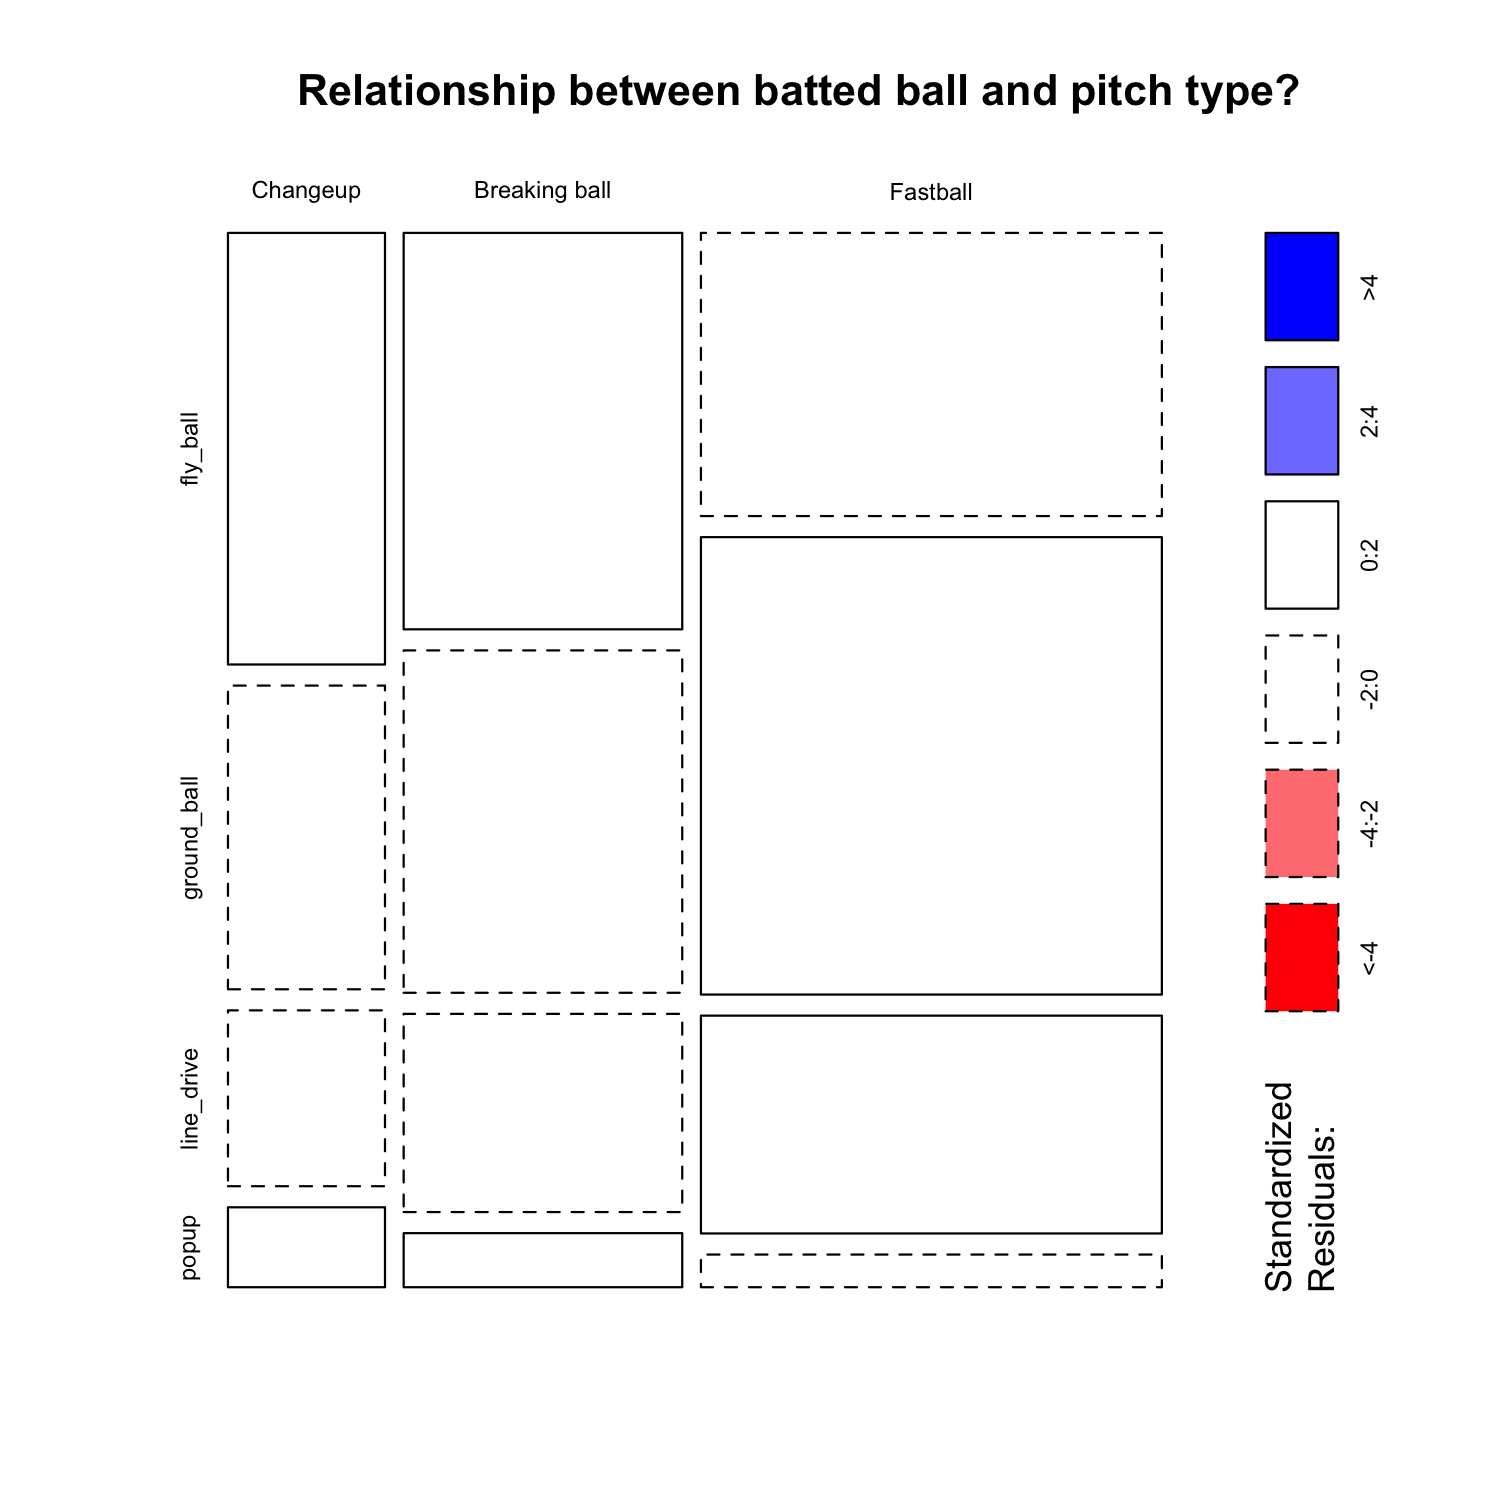 Relationship between batted ball and pitch type?
Changeup
Breaking ball
Fastball
fly_ball
ground_ball
line_drive
popup
>4
2:4
0:2
-2:0
-4:-2
<-4
Standardized
Residuals: